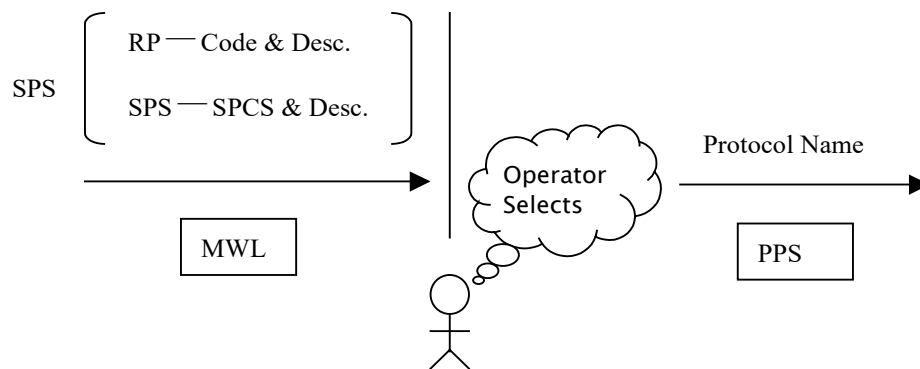 RP — Code & Desc.
SPS
SPS — SPCS & Desc.
Operator
Selects
Protocol Name
MWL
PPS